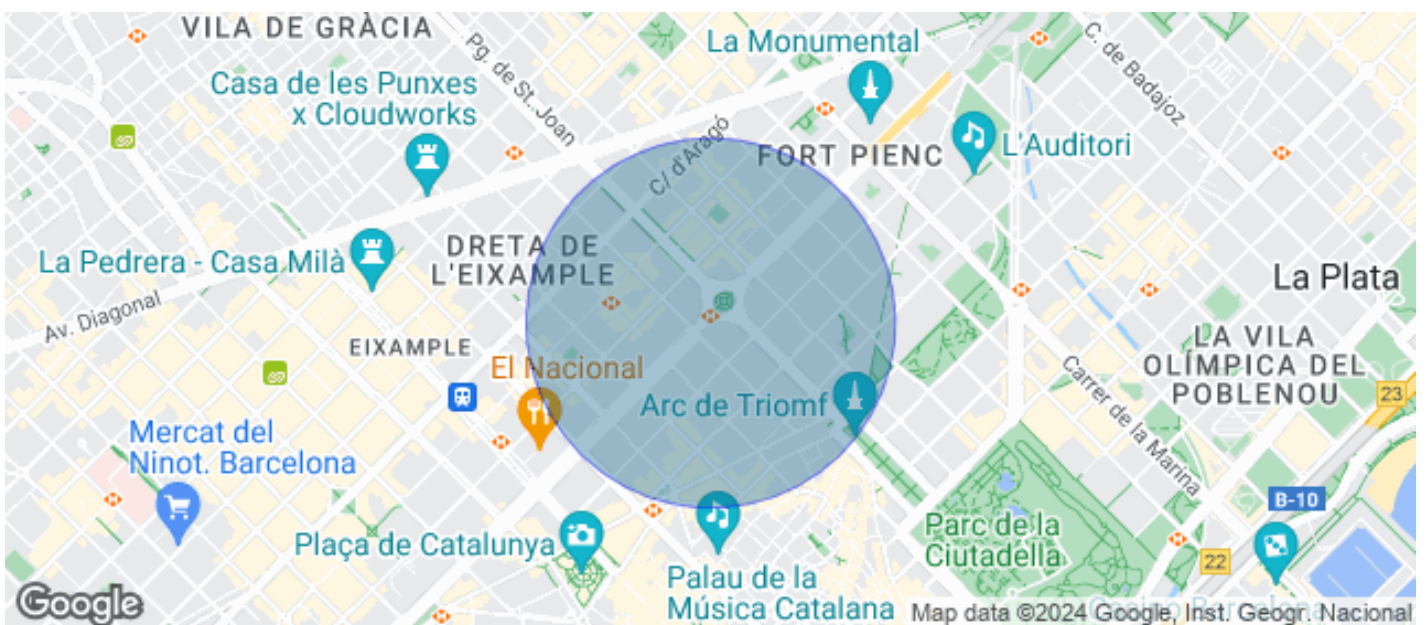 VILA DE GRÀCIA
Pg. de St. Joan
La Monumental
C. de Badajoz
Casa de les Punxes
x Cloudworks
C/ d'Aragó
FORT PIENC
L'Auditori
DRETA DE
L'EIXAMPLE
La Pedrera - Casa Milà
La Plata
Av. Diagonal
EIXAMPLE
LA VILA
OLÍMPICA DEL
POBLENOU
El Nacional
Arc de Triomf
Carrer de la Marina
23
Mercat del
Ninot. Barcelona
B-10
Plaça de Catalunya
Parc de la
Ciutadella
22
Palau de la
Música Catalana
Google
Map data ©2024 Google, Inst. Geogr. Nacional